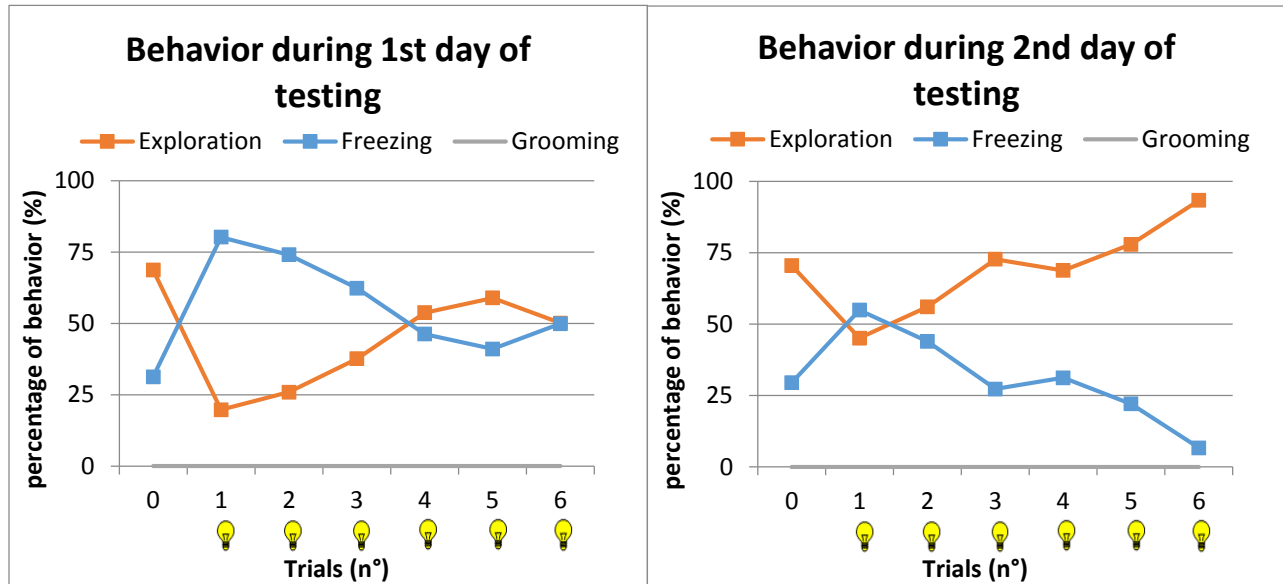 Behavior during 1st day of
testing
Exploration Freezing Grooming
percentage of behavior (%)
100
75
50
25
0
0 1 2 3 4 5 6
Trials (n°)
Behavior during 2nd day of
testing
Exploration Freezing Grooming
percentage of behavior (%)
100
75
50
25
0
0 1 2 3 4 5 6
Trials (n°)